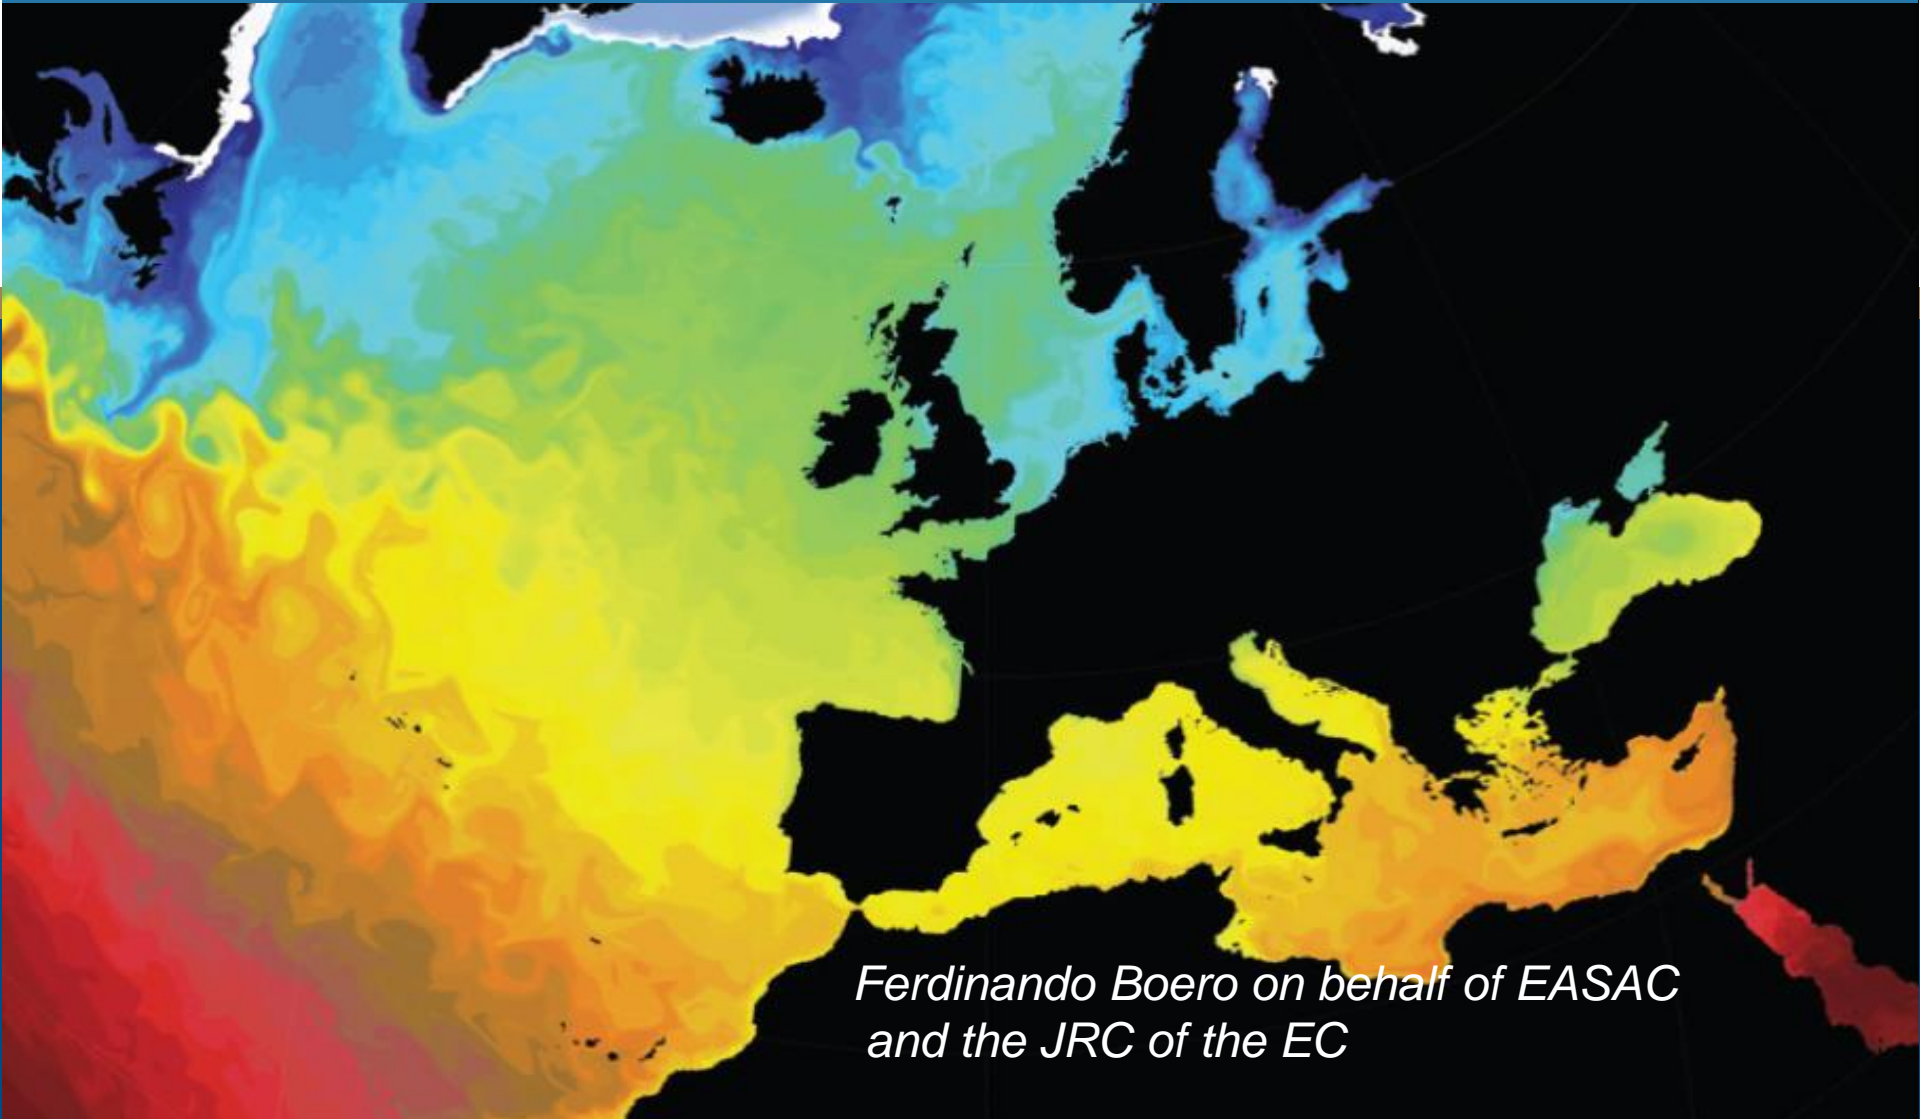 Ferdinando Boero on behalf of EASAC
and the JRC of the EC